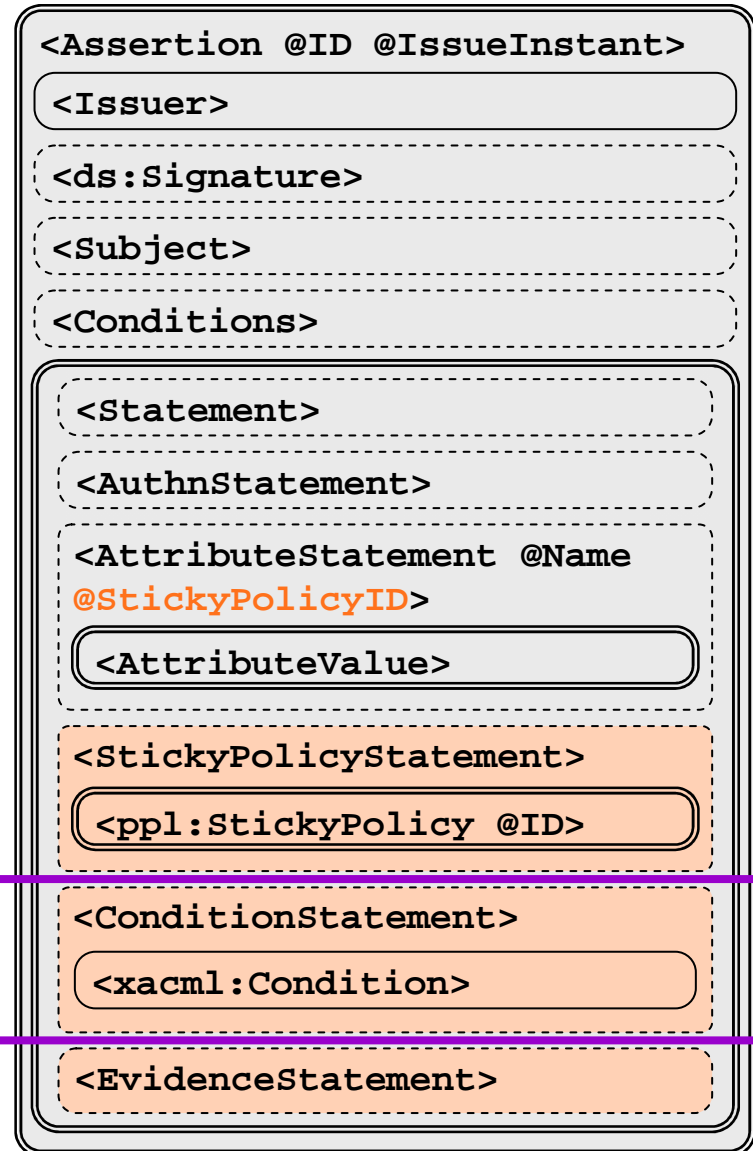 <Assertion @ID @IssueInstant>
<Issuer>
<ds:Signature>
<Subject>
<Conditions>
<Statement>
<AuthnStatement>
<AttributeStatement @Name
@StickyPolicyID>
<AttributeValue>
<StickyPolicyStatement>
<ppl:StickyPolicy @ID>
<ConditionStatement>
<xacml:Condition>
<EvidenceStatement>